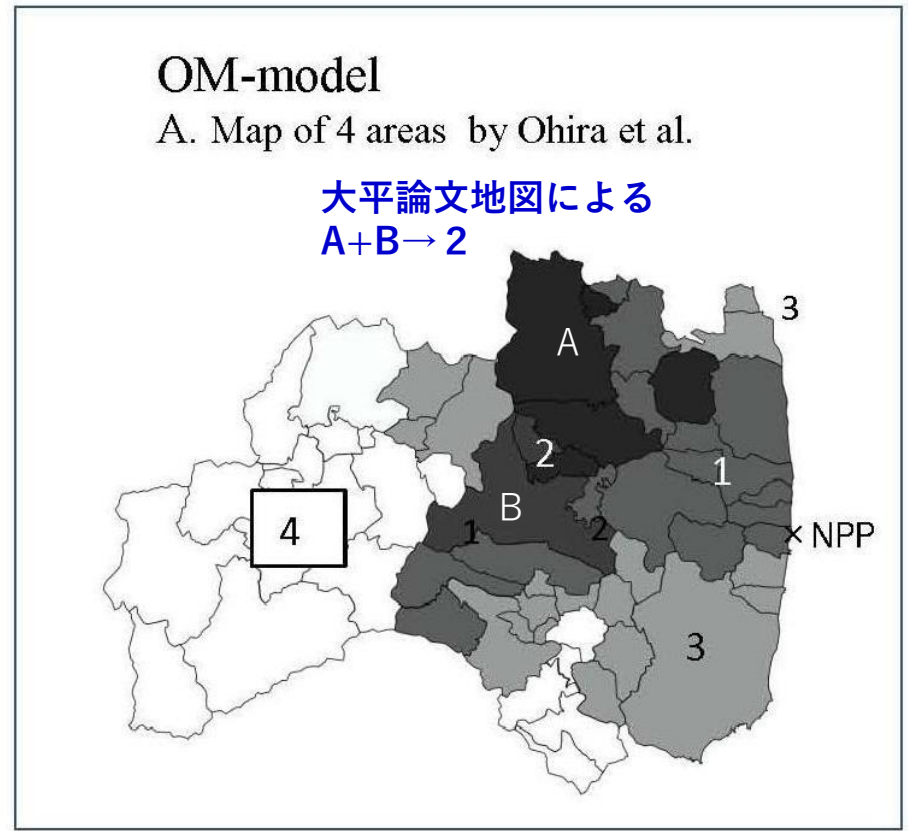 OM-model
A. Map of 4 areas by Ohira et al.
大平論文地図による
A+B→ 2
3
A
2
1
B
1
2
4
× NPP
3